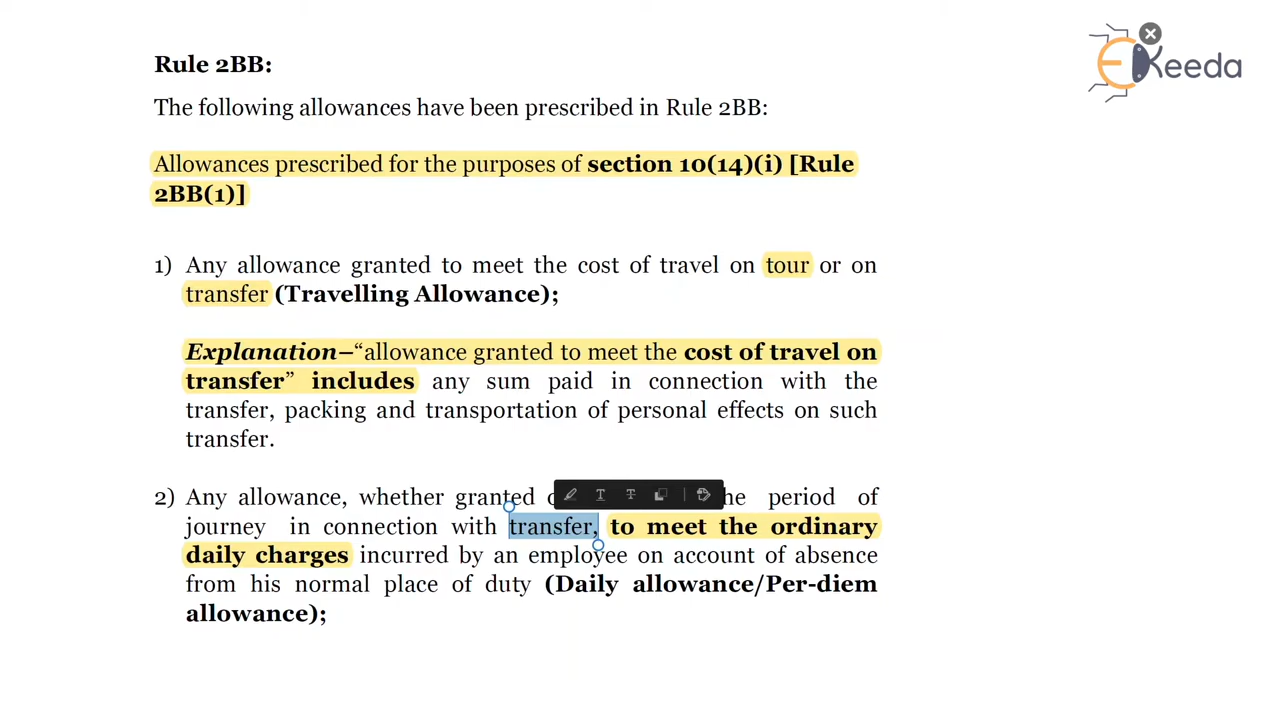 Rule 2BB:
The following allowances have been prescribed in Rule 2BB:
Allowances prescribed for the purposes of section 10(14)(i) [Rule
2BB(1)]
1) Any allowance granted to meet the cost of travel on tour or on
transfer (Travelling Allowance);
Explanation–“allowance granted to meet the cost of travel on
transfer” includes any sum paid in connection with the
transfer, packing and transportation of personal effects on such
transfer.
2) Any allowance, whether granted period of
journey in connection with transfer, to meet the ordinary
daily charges incurred by an employee on account of absence
from his normal place of duty (Daily allowance/Per-diem
allowance);
EKeeda